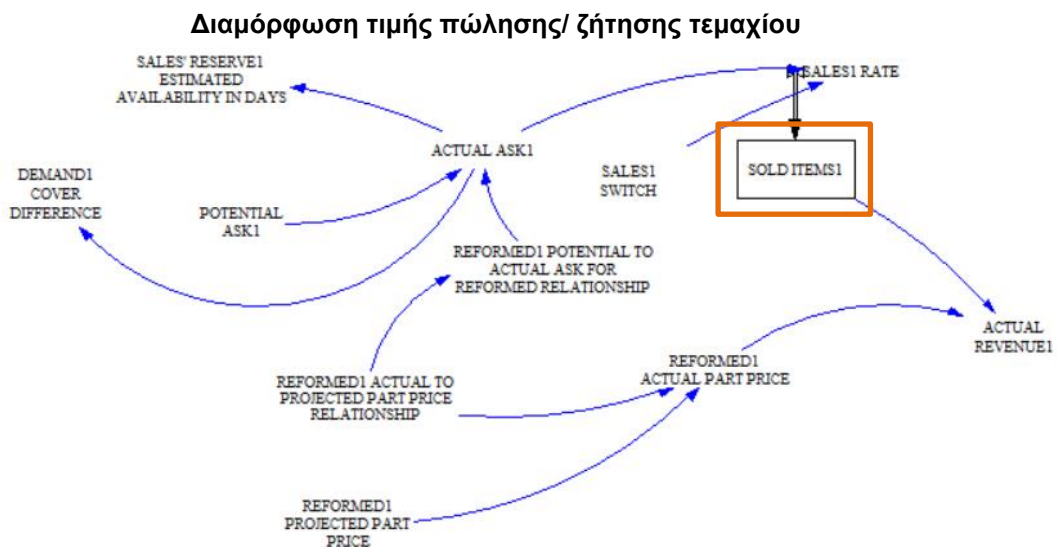 Διαμόρφωση τιμής πώλησης/ ζήτησης τεμαχίου
SALES' RESERVE1
ESTIMATED
AVAILABILITY IN DAYS
SALES1 RATE
ACTUAL ASK1
SALES1
SWITCH
SOLD ITEMS1
DEMAND1
COVER
DIFFERENCE
POTENTIAL
ASK1
REFORMED1 POTENTIAL TO
ACTUAL ASK FOR
REFORMED RELATIONSHIP
ACTUAL
REVENUE1
REFORMED1
ACTUAL PART PRICE
REFORMED1 ACTUAL TO
PROJECTED PART PRICE
RELATIONSHIP
REFORMED1
PROJECTED PART
PRICE